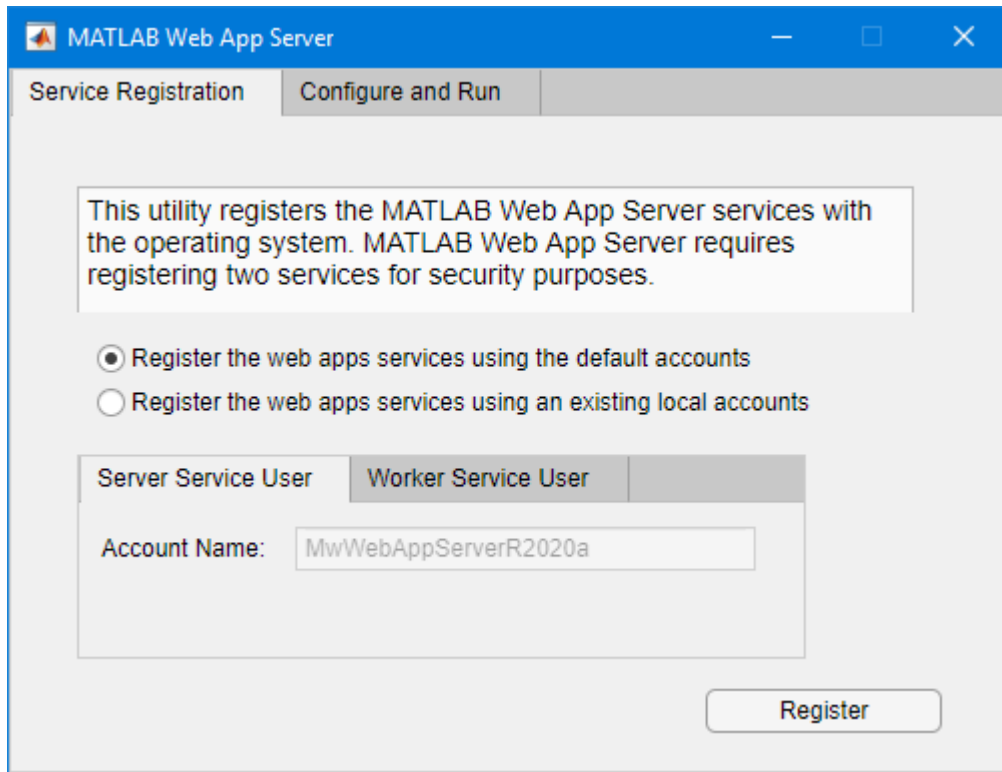 MATLAB Web App Server
Service Registration
Configure and Run
This utility registers the MATLAB Web App Server services with
the operating system. MATLAB Web App Server requires
registering two services for security purposes.
Register the web apps services using the default accounts
Register the web apps services using an existing local accounts
Server Service User
Worker Service User
Account Name:
MwWebAppServerR2020a
Register